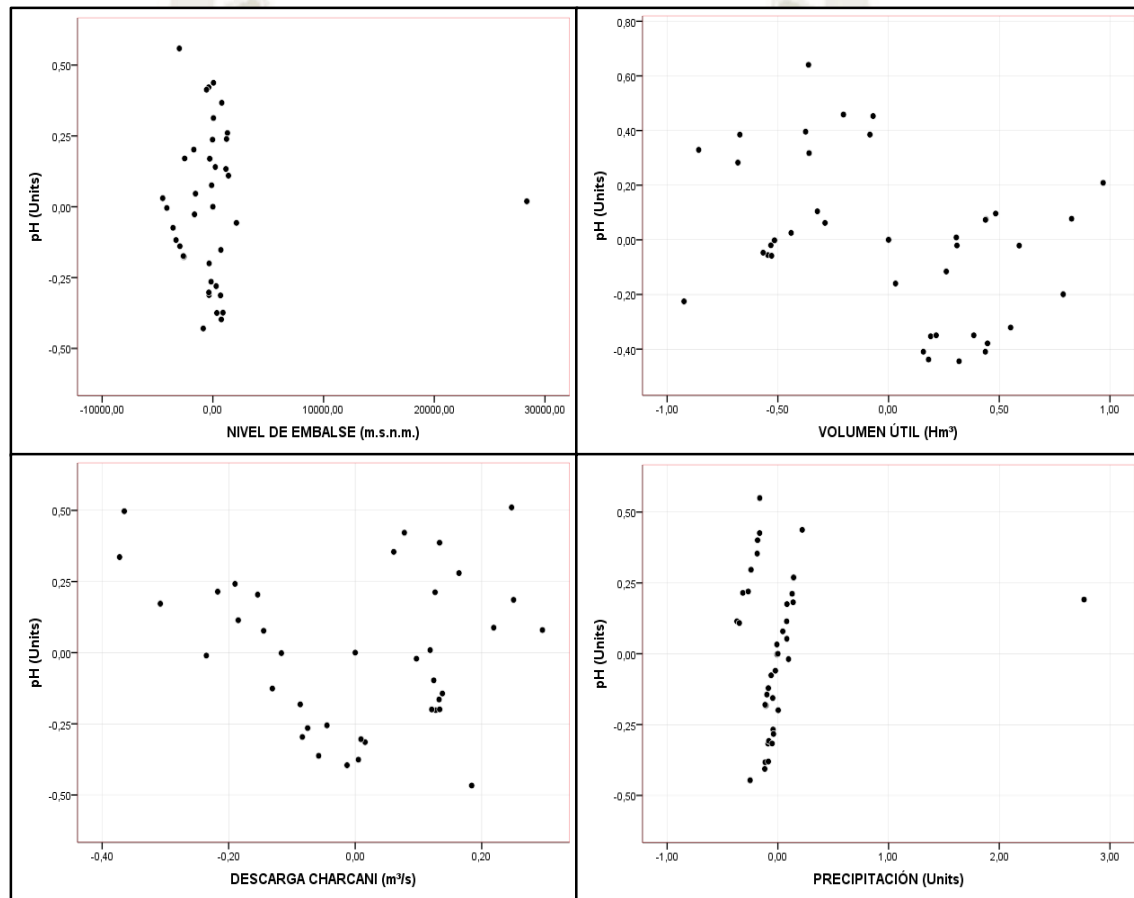 pH (Units)
0,50
0,25
0,00
-0,25
-0,50
-10000,00 0,00 10000,00 20000,00 30000,00
NIVEL DE EMBALSE (m.s.n.m.)
pH (Units)
0,80
0,60
0,40
0,20
0,00
-0,20
-0,40
-1,00 -0,50 0,00 0,50 1,00
VOLUMEN ÚTIL (Hm³)
pH (Units)
0,50
0,25
0,00
-0,25
-0,50
-0,40 -0,20 0,00 0,20
DESCARGA CHARCANI (m³/s)
pH (Units)
0,50
0,25
0,00
-0,25
-0,50
-1,00 0,00 1,00 2,00 3,00
PRECIPITACIÓN (Units)